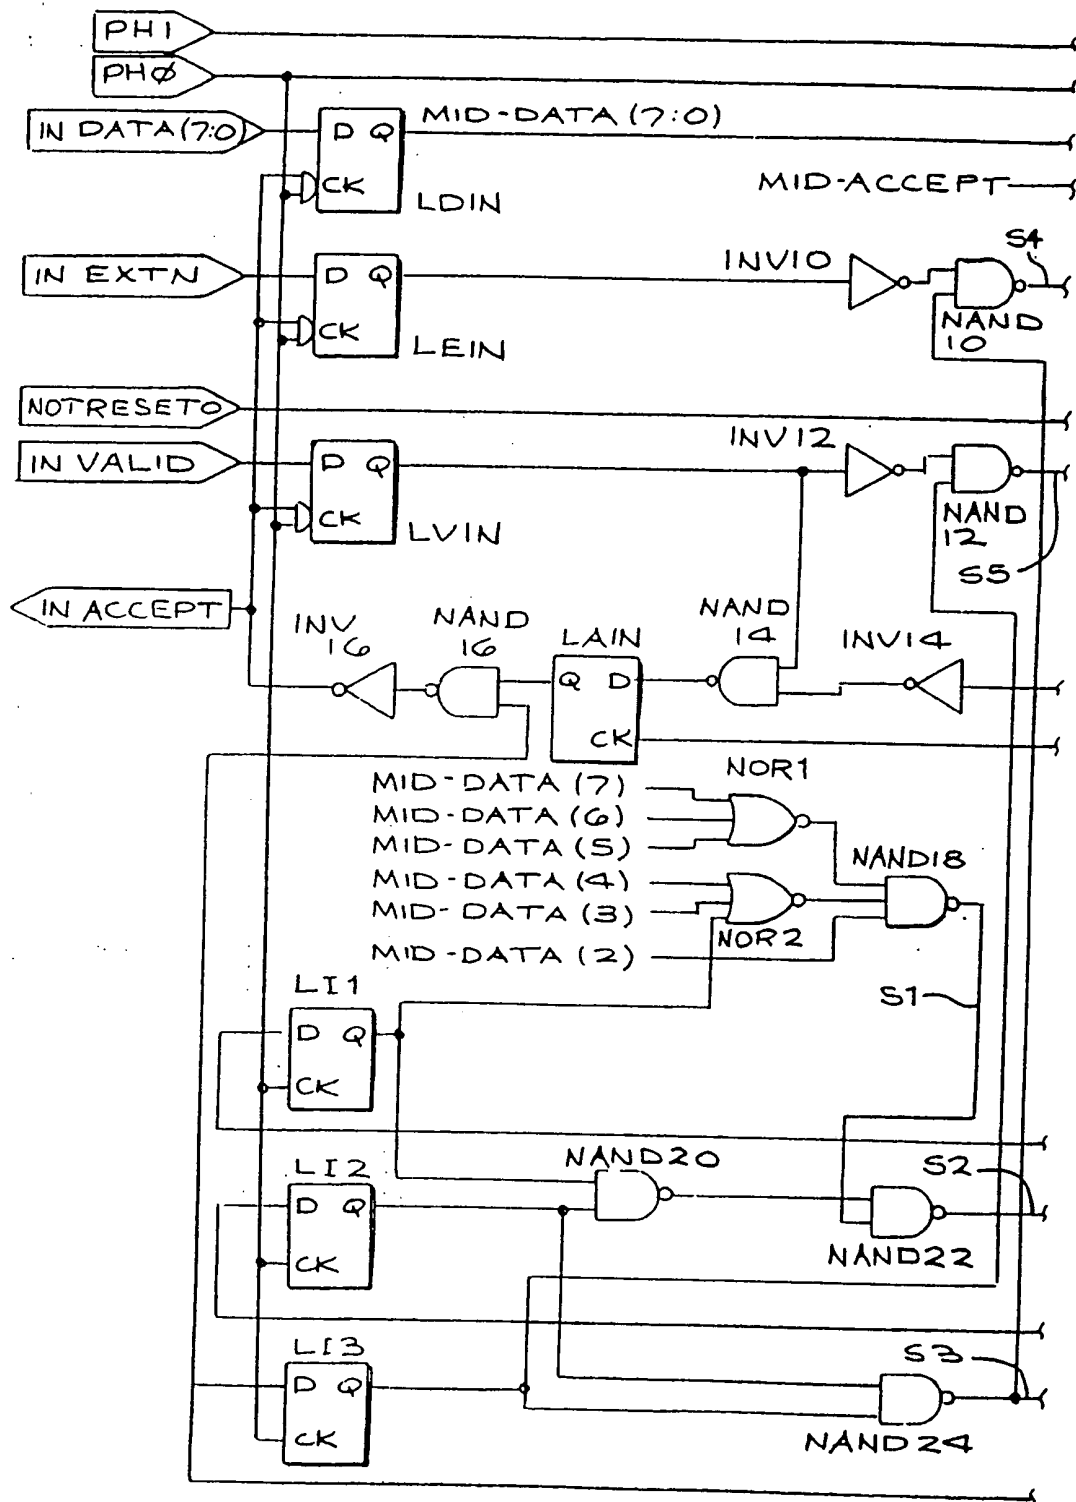 PH1
PHØ
IN DATA (7:0)
D Q
MID-DATA (7:0)
CK
LDIN
MID-ACCEPT
IN EXTN
D Q
CK
LEIN
INV10
S4
NAND
10
NOTRESET0
IN VALID
D Q
CK
LVIN
INV12
NAND
12
S5
IN ACCEPT
INV
16
NAND
16
LAIN
Q D
CK
NAND
14
INV14
MID-DATA (7)
MID-DATA (6)
MID-DATA (5)
MID-DATA (4)
MID-DATA (3)
MID-DATA (2)
NOR1
NOR2
NAND18
S1
LI1
D Q
CK
NAND20
LI2
D Q
CK
S2
NAND22
LI3
D Q
CK
S3
NAND24